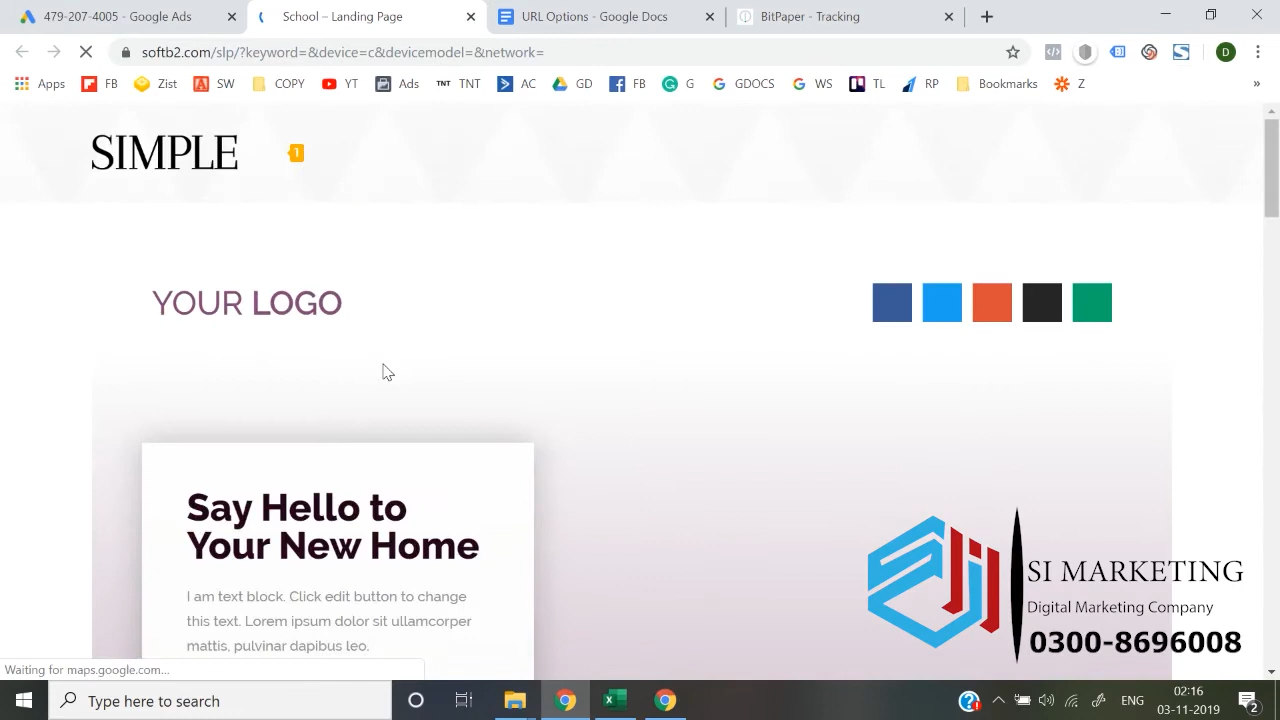 479-207-4005 - Google Ads
School – Landing Page
URL Options - Google Docs
BitPaper - Tracking
softb2.com/slp/?keyword=&device=c&devicemodel=&network=
D
Apps
FB
Zist
SW
COPY
YT
Ads
TNT TNT
AC
GD
FB
G
GDOCS
WS
TL
RP
Bookmarks
Z
»
SIMPLE
1
YOUR LOGO
Say Hello to
Your New Home
I am text block. Click edit button to change
this text. Lorem ipsum dolor sit ullamcorper
mattis, pulvinar dapibus leo.
SI MARKETING
Digital Marketing Company
0300-8696008
Waiting for maps.google.com...
Type here to search
ENG
02:16
03-11-2019
2